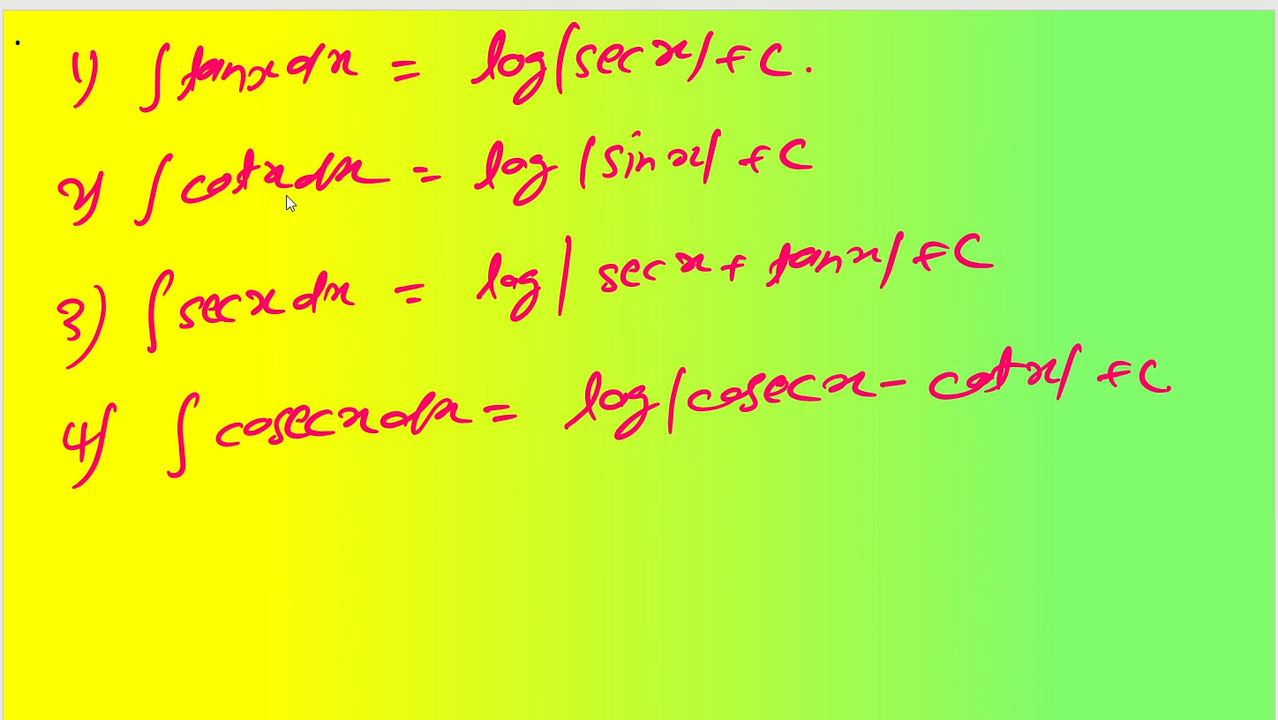 1) ∫ tanx dx = log|secx| + C.
2) ∫ cotx dx = log |sinx| + C
3) ∫ secx dx = log| secx + tanx| + C
4) ∫ cosecx dx = log|cosecx - cotx| + C